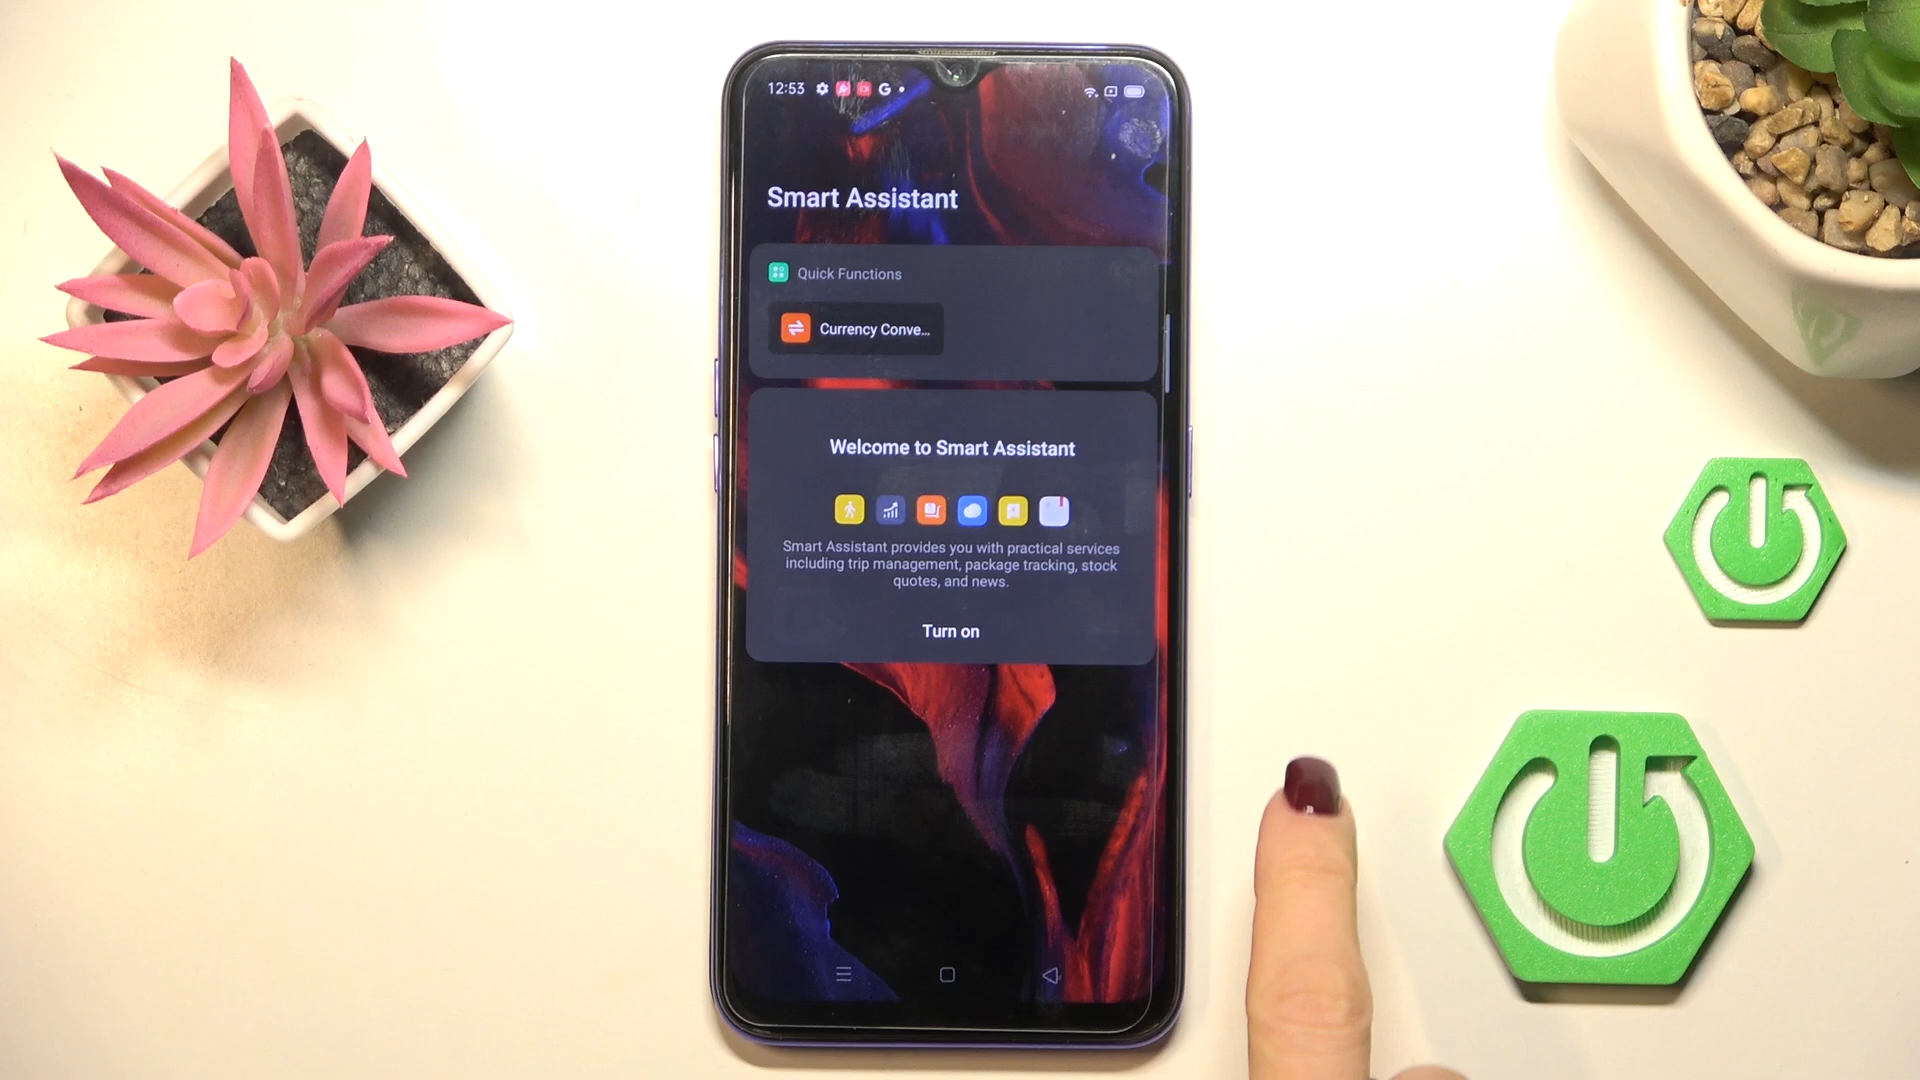 12:53
Smart Assistant
Quick Functions
Currency Conve...
Welcome to Smart Assistant
Smart Assistant provides you with practical services
including trip management, package tracking, stock
quotes, and news.
Turn on